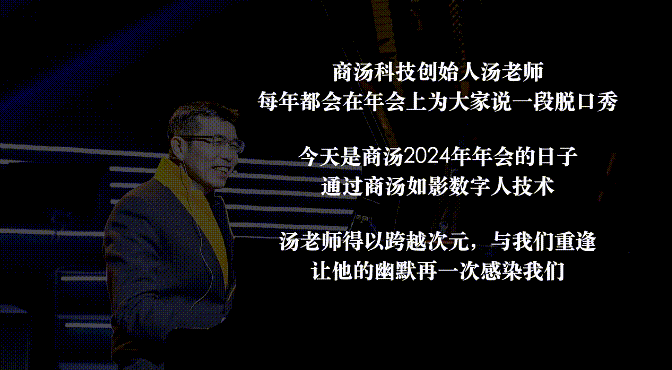 商汤科技创始人汤老师
每年都会在年会上为大家说一段脱口秀
今天是商汤2024年年会的日子
通过商汤如影数字人技术
汤老师得以跨越次元，与我们重逢
让他的幽默再一次感染我们